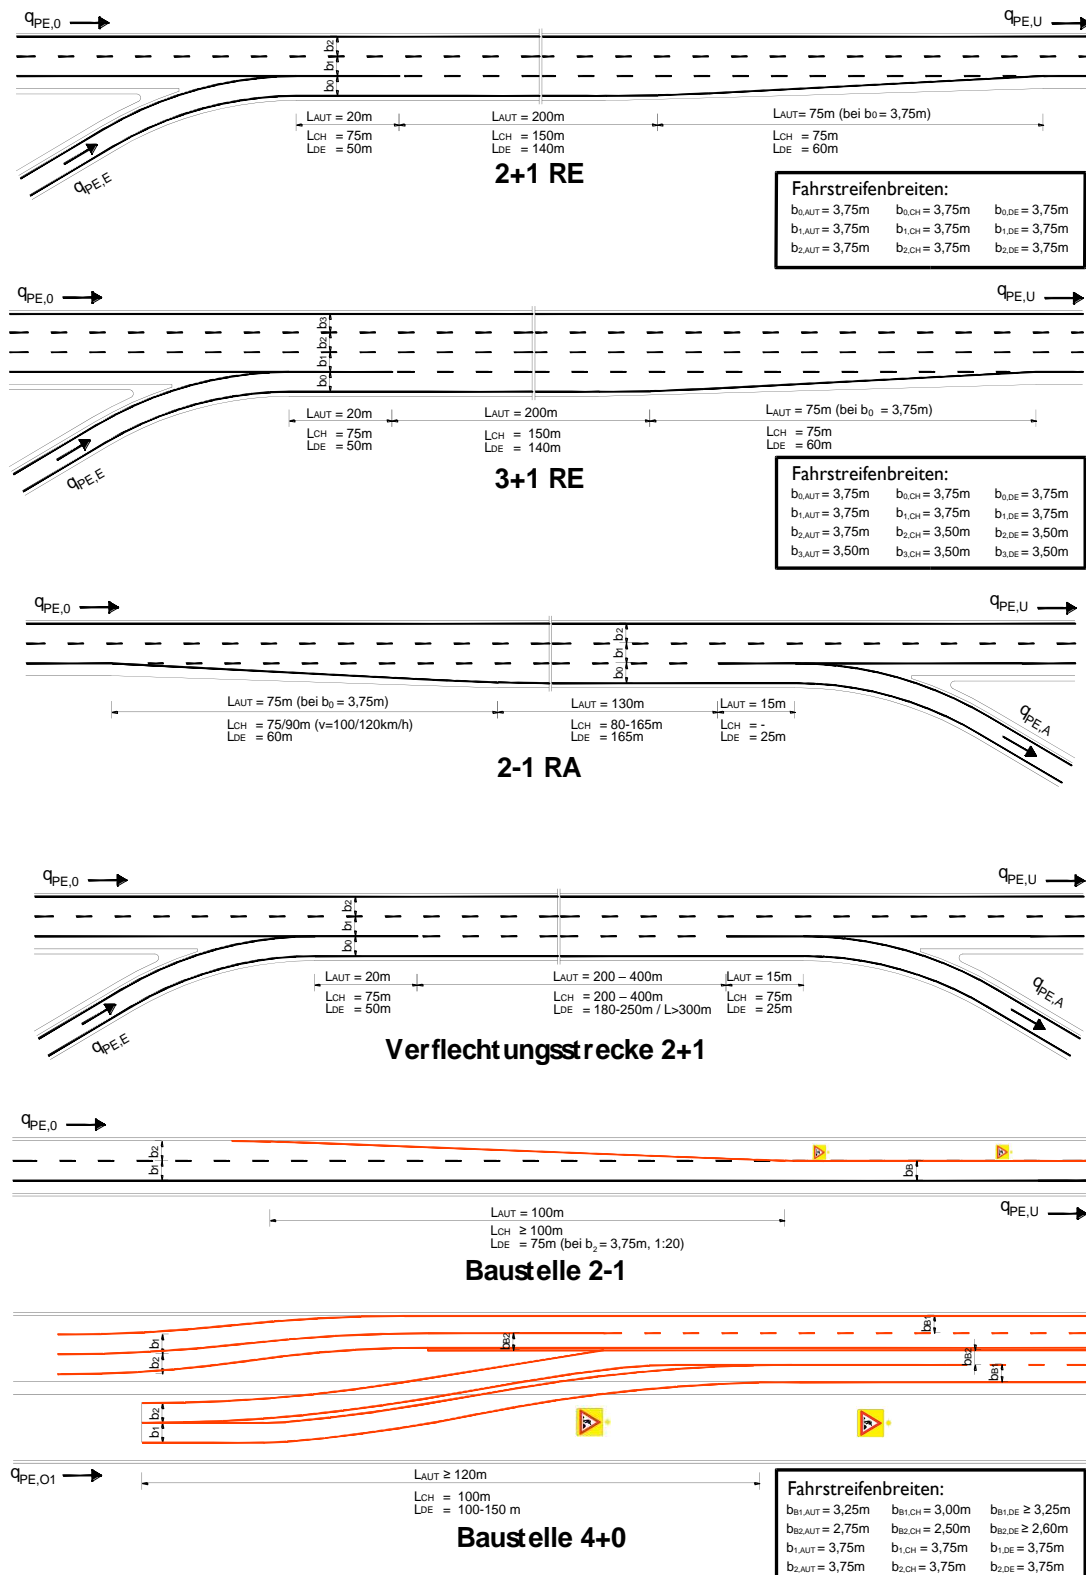 qPE,0
qPE,U
b2
b1
b0
qPE,E
LAUT = 20m
LCH = 75m
LDE = 50m
LAUT = 200m
LCH = 150m
LDE = 140m
LAUT= 75m (bei b0 = 3,75m)
LCH = 75m
LDE = 60m
2+1 RE
Fahrstreifenbreiten:
b0,AUT = 3,75m b0,CH = 3,75m b0,DE = 3,75m
b1,AUT = 3,75m b1,CH = 3,75m b1,DE = 3,75m
b2,AUT = 3,75m b2,CH = 3,75m b2,DE = 3,75m
qPE,0
qPE,U
b3
b2
b1
b0
qPE,E
LAUT = 20m
LCH = 75m
LDE = 50m
LAUT = 200m
LCH = 150m
LDE = 140m
LAUT = 75m (bei b0 = 3,75m)
LCH = 75m
LDE = 60m
3+1 RE
Fahrstreifenbreiten:
b0,AUT = 3,75m b0,CH = 3,75m b0,DE = 3,75m
b1,AUT = 3,75m b1,CH = 3,75m b1,DE = 3,75m
b2,AUT = 3,75m b2,CH = 3,50m b2,DE = 3,50m
b3,AUT = 3,50m b3,CH = 3,50m b3,DE = 3,50m
qPE,0
qPE,U
b2
b1
b0
LAUT = 75m (bei b0 = 3,75m)
LCH = 75/90m (v=100/120km/h)
LDE = 60m
LAUT = 130m
LCH = 80-165m
LDE = 165m
LAUT = 15m
LCH = -
LDE = 25m
qPE,A
2-1 RA
qPE,0
qPE,U
b2
b1
b0
qPE,E
LAUT = 20m
LCH = 75m
LDE = 50m
LAUT = 200 – 400m
LCH = 200 – 400m
LDE = 180-250m / L>300m
LAUT = 15m
LCH = 75m
LDE = 25m
qPE,A
Verflechtungsstrecke 2+1
qPE,0
b2
b1
bB
qPE,U
LAUT = 100m
LCH ≥ 100m
LDE = 75m (bei b2 = 3,75m, 1:20)
Baustelle 2-1
b1
b2
bB2
bB1
bB2
bB1
b2
b1
qPE,O1
LAUT ≥ 120m
LCH = 100m
LDE = 100-150 m
Baustelle 4+0
Fahrstreifenbreiten:
bB1,AUT = 3,25m bB1,CH = 3,00m bB1,DE ≥ 3,25m
bB2,AUT = 2,75m bB2,CH = 2,50m bB2,DE ≥ 2,60m
b1,AUT = 3,75m b1,CH = 3,75m b1,DE = 3,75m
b2,AUT = 3,75m b2,CH = 3,75m b2,DE = 3,75m